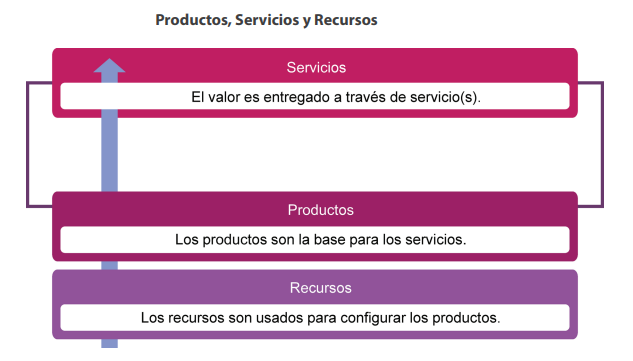 Productos, Servicios y Recursos
Servicios
El valor es entregado a través de servicio(s).
Productos
Los productos son la base para los servicios.
Recursos
Los recursos son usados para configurar los productos.